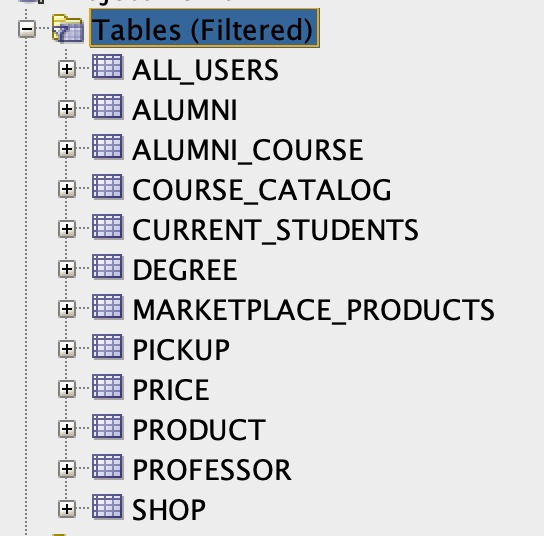 Tables (Filtered)
ALL_USERS
ALUMNI
ALUMNI_COURSE
COURSE_CATALOG
CURRENT_STUDENTS
DEGREE
MARKETPLACE_PRODUCTS
PICKUP
PRICE
PRODUCT
PROFESSOR
SHOP